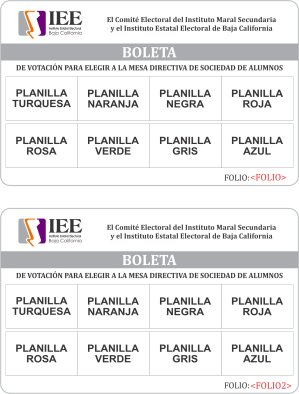 IEE
Instituto Estatal Electoral
Baja California
El Comité Electoral del Instituto Maral Secundaria
y el Instituto Estatal Electoral de Baja California
BOLETA
DE VOTACIÓN PARA ELEGIR A LA MESA DIRECTIVA DE SOCIEDAD DE ALUMNOS
PLANILLA TURQUESA
PLANILLA NARANJA
PLANILLA NEGRA
PLANILLA ROJA
PLANILLA ROSA
PLANILLA VERDE
PLANILLA GRIS
PLANILLA AZUL
FOLIO: <FOLIO>
IEE
Instituto Estatal Electoral
Baja California
El Comité Electoral del Instituto Maral Secundaria
y el Instituto Estatal Electoral de Baja California
BOLETA
DE VOTACIÓN PARA ELEGIR A LA MESA DIRECTIVA DE SOCIEDAD DE ALUMNOS
PLANILLA TURQUESA
PLANILLA NARANJA
PLANILLA NEGRA
PLANILLA ROJA
PLANILLA ROSA
PLANILLA VERDE
PLANILLA GRIS
PLANILLA AZUL
FOLIO: <FOLIO2>